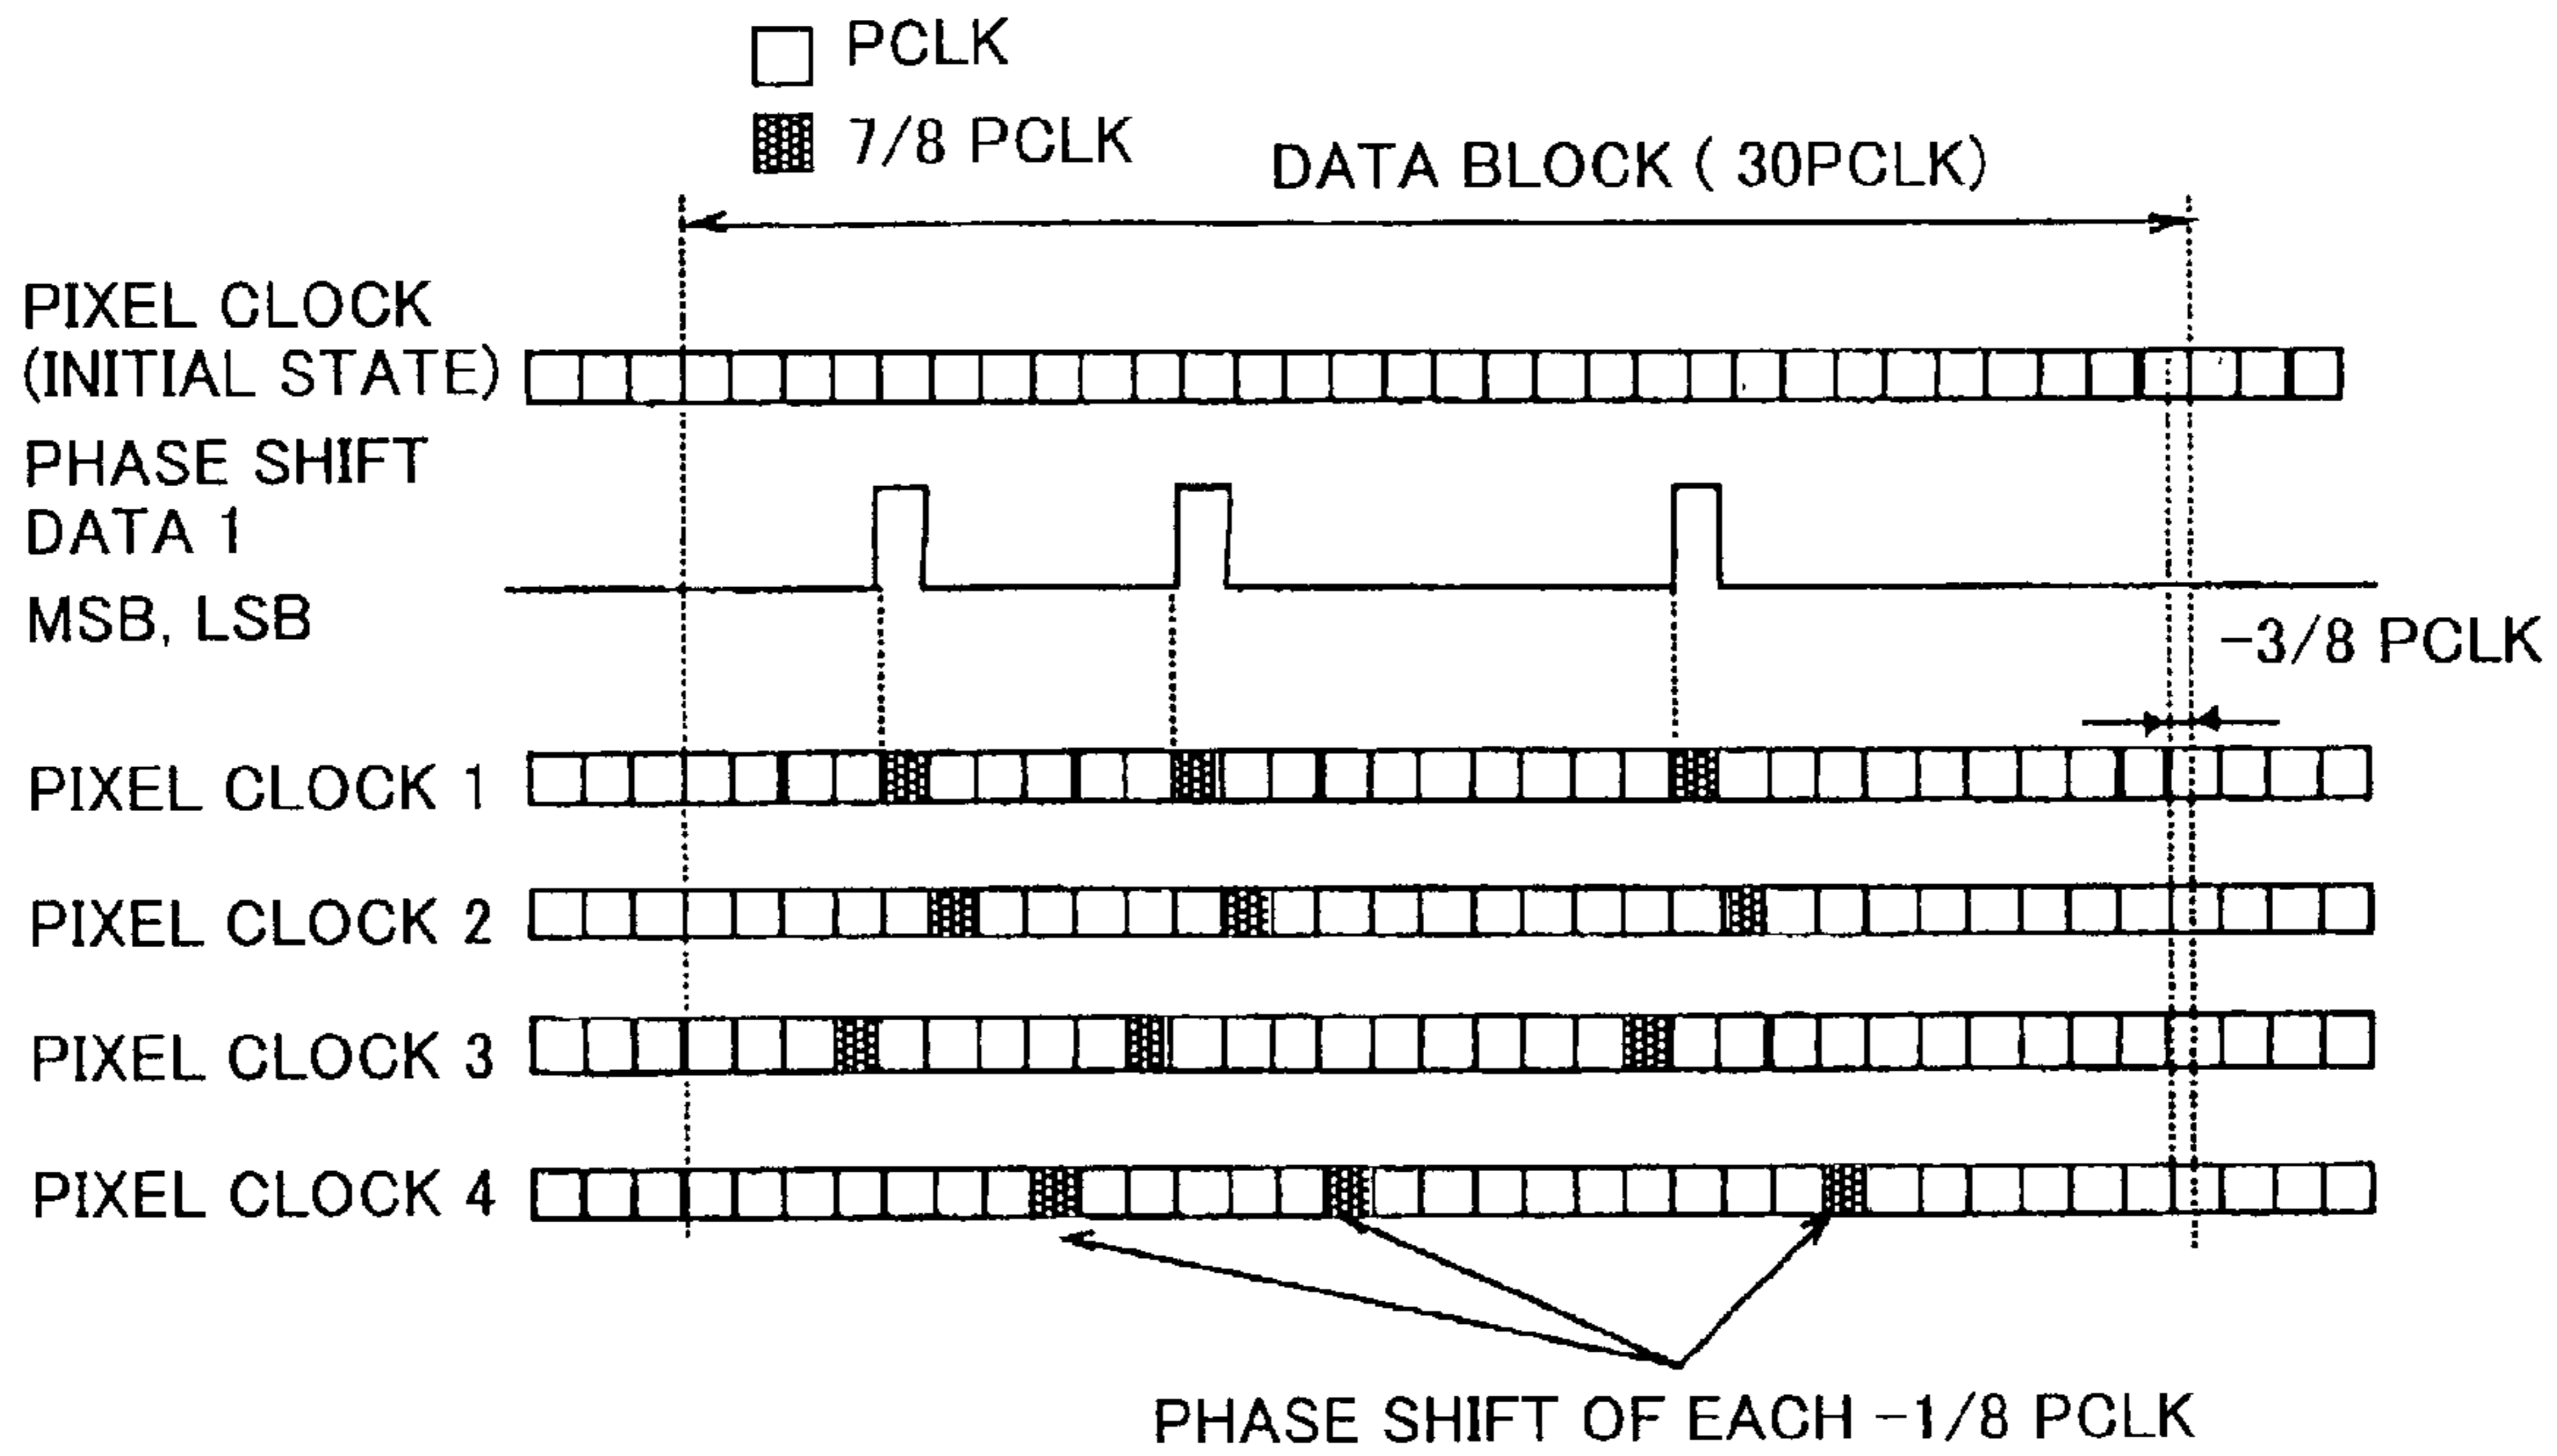 PCLK
7/8 PCLK
DATA BLOCK ( 30PCLK)
PIXEL CLOCK
(INITIAL STATE)
PHASE SHIFT
DATA 1
MSB, LSB
-3/8 PCLK
PIXEL CLOCK 1
PIXEL CLOCK 2
PIXEL CLOCK 3
PIXEL CLOCK 4
PHASE SHIFT OF EACH -1/8 PCLK